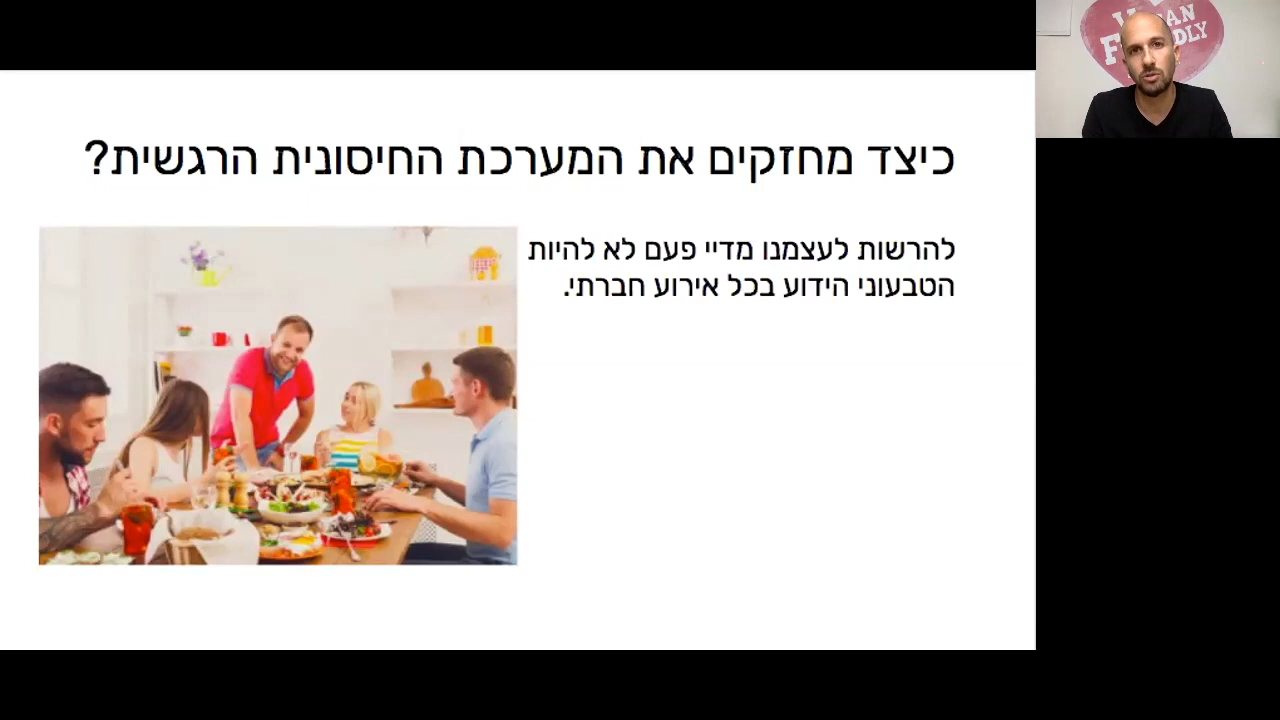 כיצד מחזקים את המערכת החיסונית הרגשית?
להרשות לעצמנו מדיי פעם לא להיות
הטבעוני הידוע בכל אירוע חברתי.